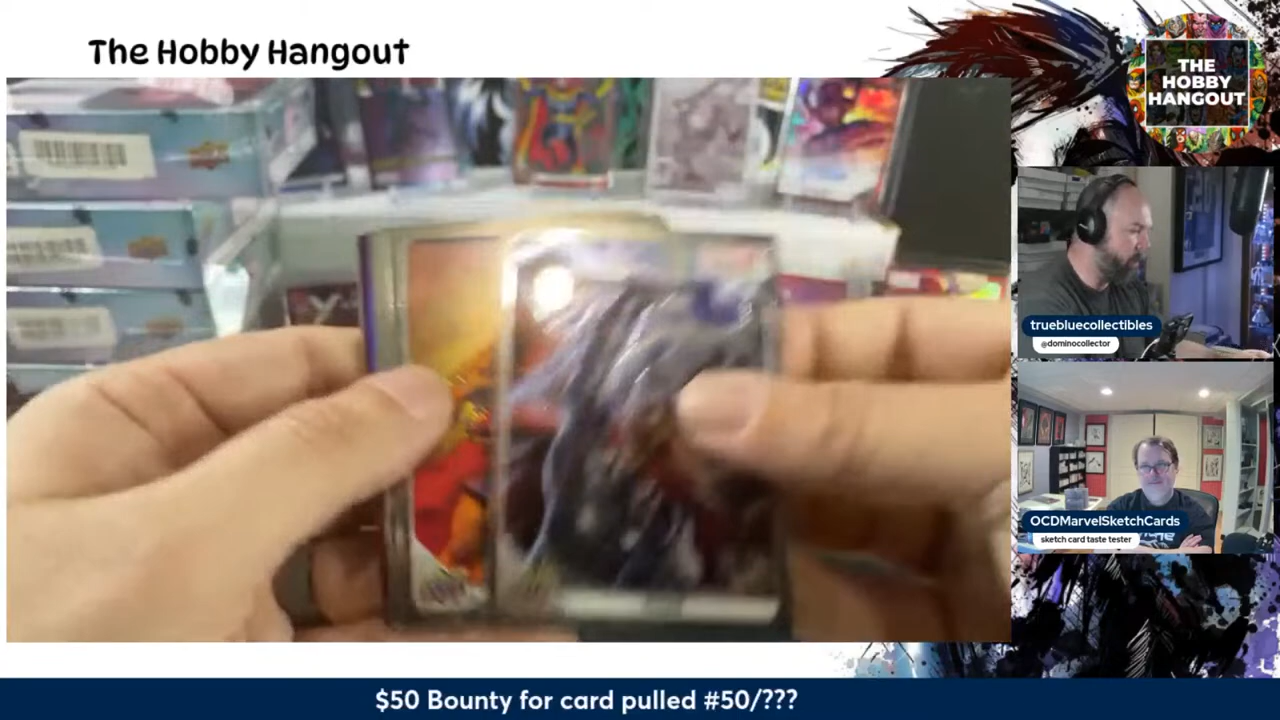 The Hobby Hangout
THE
HOBBY
HANGOUT
truebluecollectibles
@dominocollector
OCDMarvelSketchCards
sketch card taste tester
$50 Bounty for card pulled #50/???